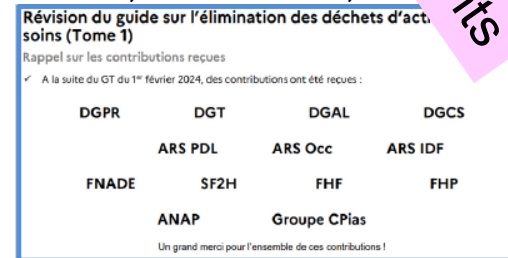 Révision du guide sur l'élimination des déchets
soins (Tome 1)
Rappel sur les contributions reçues
✓ A la suite du GT du 1er février 2024, des contributions ont été reçues :
DGPR DGT DGAL DGCS
ARS PDL ARS Occ ARS IDF
FNADE SF2H FHF FHP
ANAP Groupe CPias
Un grand merci pour l'ensemble de ces contributions !